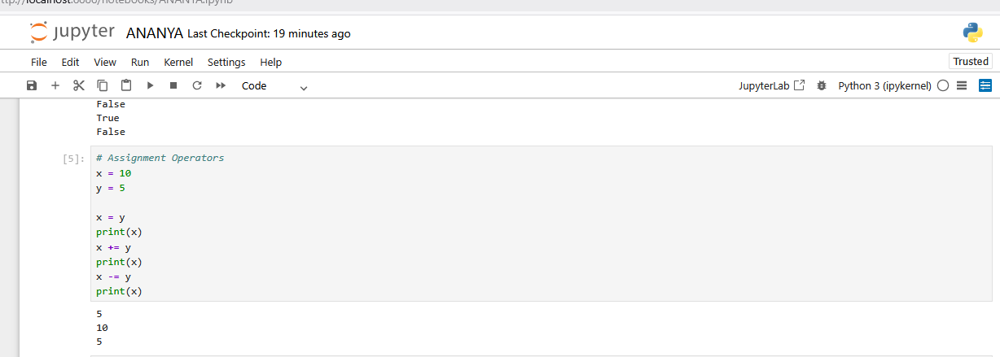 ttp://localhost:8888/notebooks/ANANYA.ipynb
jupyter ANANYA Last Checkpoint: 19 minutes ago
File Edit View Run Kernel Settings Help Trusted
Code JupyterLab Python 3 (ipykernel)
False
True
False
[5]: # Assignment Operators
x = 10
y = 5
x = y
print(x)
x += y
print(x)
x -= y
print(x)
5
10
5